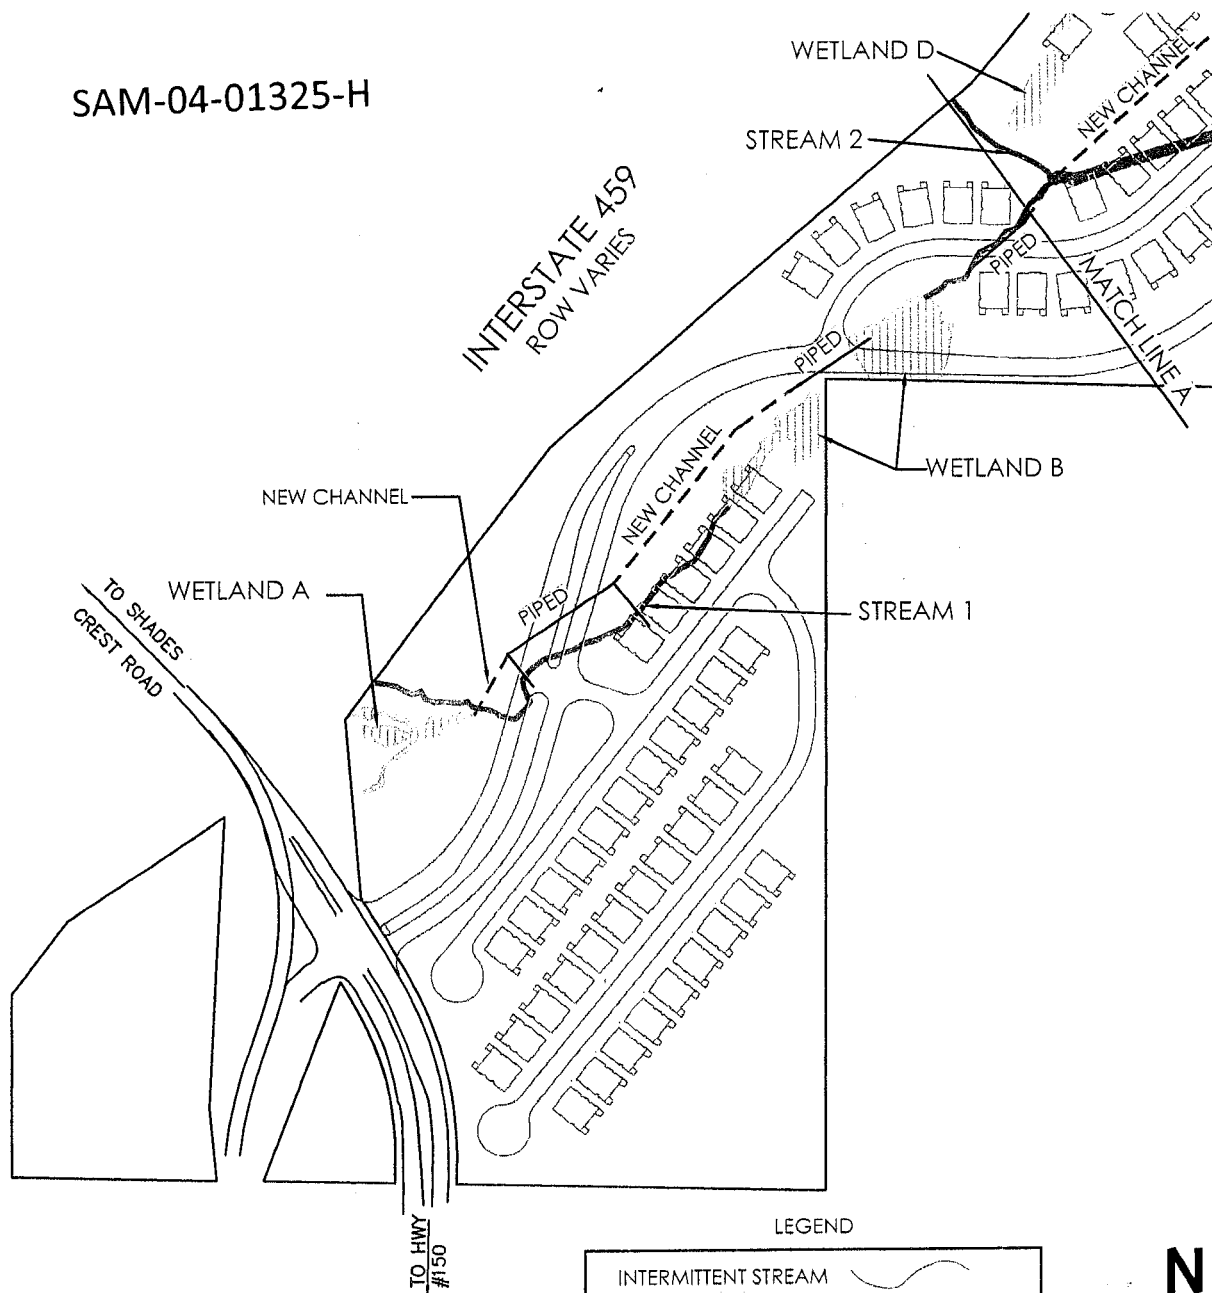 SAM-04-01325-H
WETLAND D
NEW CHANNEL
STREAM 2
INTERSTATE 459
ROW VARIES
PIPED
MATCH LINE A
PIPED
WETLAND B
NEW CHANNEL
NEW CHANNEL
WETLAND A
PIPED
STREAM 1
TO SHADES
CREST ROAD
TO HWY
#150
LEGEND
INTERMITTENT STREAM
N